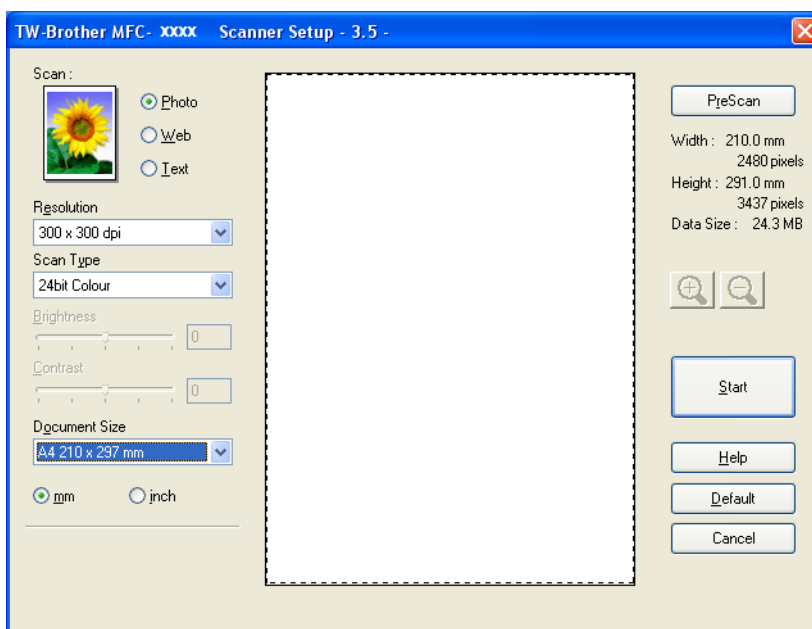 TW-Brother MFC- XXXX Scanner Setup - 3.5 -
Scan :
Photo
Web
Text
Resolution
300 x 300 dpi
Scan Type
24bit Colour
Brightness
0
Contrast
0
Document Size
A4 210 x 297 mm
mm
inch
PreScan
Width : 210.0 mm
2480 pixels
Height : 291.0 mm
3437 pixels
Data Size : 24.3 MB
Start
Help
Default
Cancel